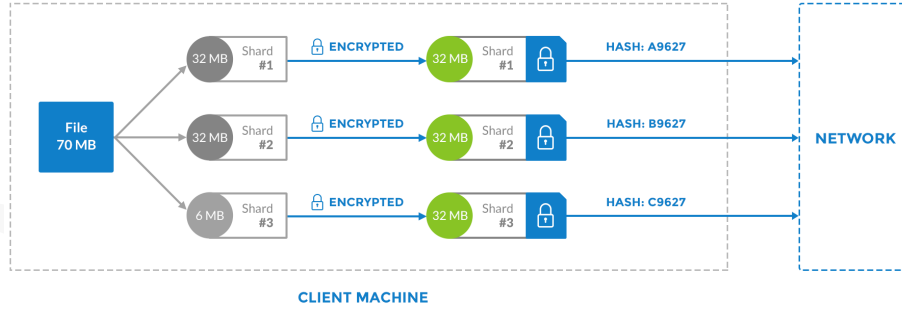 File
70 MB
32 MB
Shard
#1
ENCRYPTED
32 MB
Shard
#1
HASH: A9627
32 MB
Shard
#2
ENCRYPTED
32 MB
Shard
#2
HASH: B9627
6 MB
Shard
#3
ENCRYPTED
32 MB
Shard
#3
HASH: C9627
NETWORK
CLIENT MACHINE